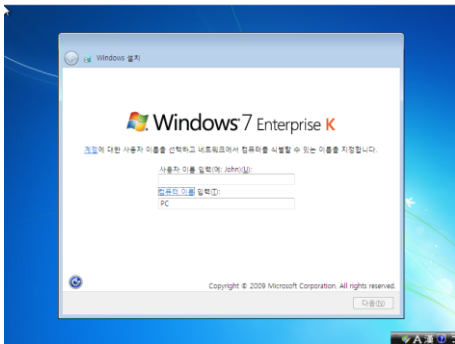 Windows 설치
Windows 7 Enterprise K
계정에 대한 사용자 이름을 선택하고 네트워크에서 컴퓨터를 식별할 수 있는 이름을 지정합니다.
사용자 이름 입력(예: John)(U):
컴퓨터 이름 입력(T):
PC
Copyright © 2009 Microsoft Corporation. All rights reserved.
다음(N)
A 漢